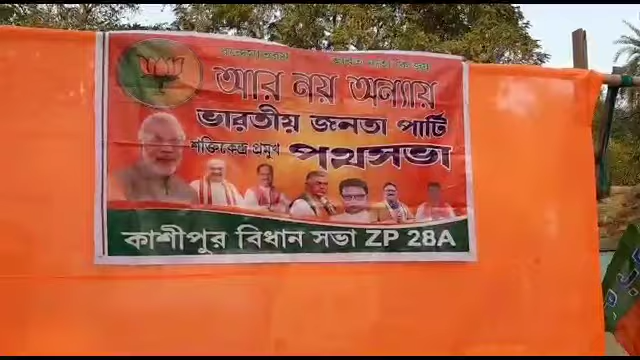 আর নয় অন্যায়
ভারতীয় জনতা পার্টি
শক্তিকেন্দ্র প্রমুখ পথসভা
কাশীপুর বিধান সভা ZP 28A